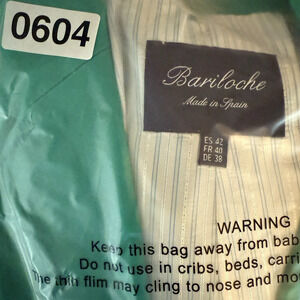 0604
Bariloche
Made in Spain
ES 42
FR 40
DE 38
WARNING
Keep this bag away from bab
Do not use in cribs, beds, carri
The thin flim may cling to nose and mo